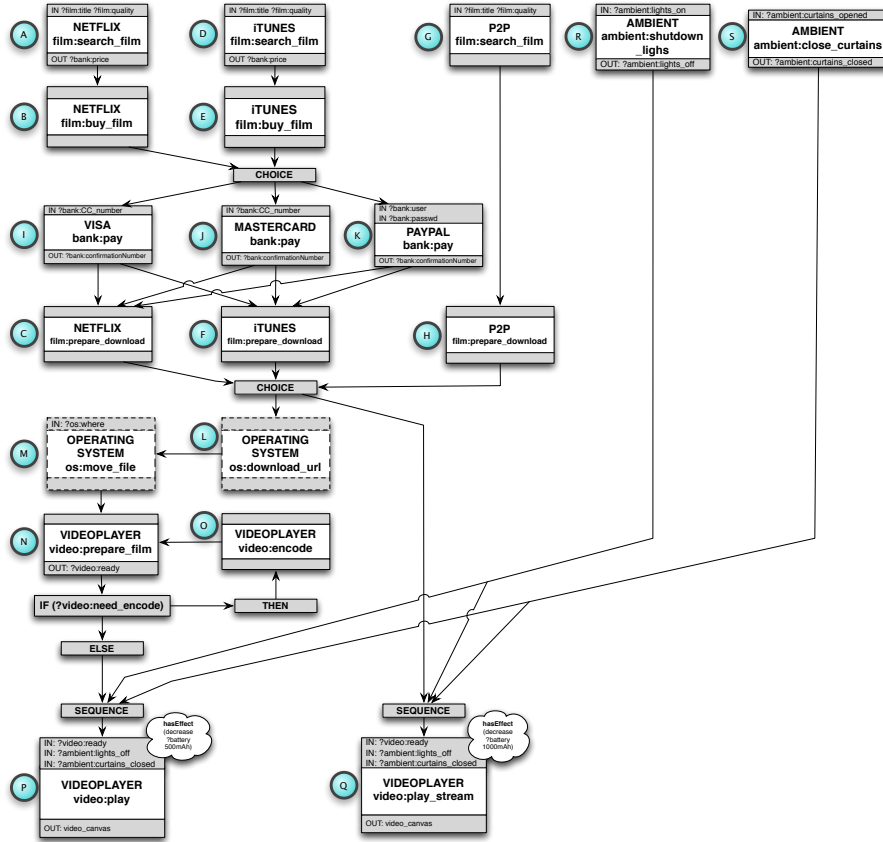 IN ?film:title ?film:quality
A
NETFLIX
film:search_film
OUT ?bank:price
IN ?film:title ?film:quality
D
iTUNES
film:search_film
OUT ?bank:price
IN ?film:title ?film:quality
G
P2P
film:search_film
IN: ?ambient:lights_on
R
AMBIENT
ambient:shutdown
_lighs
OUT: ?ambient:lights_off
IN: ?ambient:curtains_opened
S
AMBIENT
ambient:close_curtains
OUT: ?ambient:curtains_closed
B
NETFLIX
film:buy_film
E
iTUNES
film:buy_film
CHOICE
IN ?bank:CC_number
I
VISA
bank:pay
OUT: ?bank:confirmationNumber
IN ?bank:CC_number
J
MASTERCARD
bank:pay
OUT: ?bank:confirmationNumber
IN ?bank:user
IN ?bank:passwd
K
PAYPAL
bank:pay
OUT: ?bank:confirmationNumber
C
NETFLIX
film:prepare_download
F
iTUNES
film:prepare_download
H
P2P
film:prepare_download
CHOICE
IN: ?os:where
M
OPERATING
SYSTEM
os:move_file
L
OPERATING
SYSTEM
os:download_url
N
VIDEOPLAYER
video:prepare_film
OUT: ?video:ready
O
VIDEOPLAYER
video:encode
IF (?video:need_encode)
THEN
ELSE
SEQUENCE
SEQUENCE
hasEffect
(decrease
?battery
500mAh)
IN: ?video:ready
IN: ?ambient:lights_off
IN: ?ambient:curtains_closed
P
VIDEOPLAYER
video:play
OUT: video_canvas
hasEffect
(decrease
?battery
1000mAh)
IN: ?video:ready
IN: ?ambient:lights_off
IN: ?ambient:curtains_closed
Q
VIDEOPLAYER
video:play_stream
OUT: video_canvas